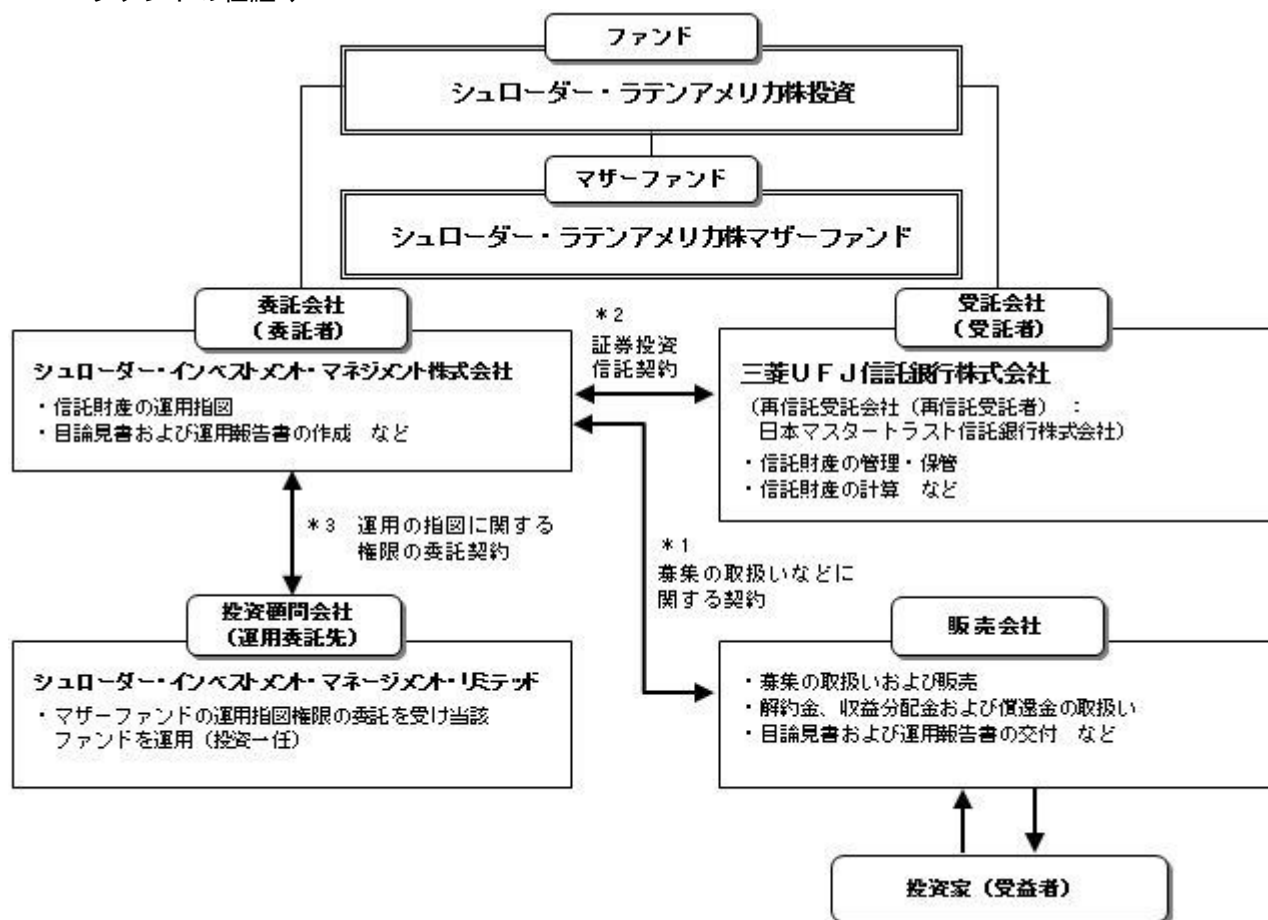 ファンド
シュローダー・ラテンアメリカ株投資
マザーファンド
シュローダー・ラテンアメリカ株マザーファンド
委託会社
(委託者)
シュローダー・インベストメント・マネジメント株式会社
・信託財産の運用指図
・目論見書および運用報告書の作成 など
*2
証券投資
信託契約
受託会社
(受託者)
三菱UFJ信託銀行株式会社
(再信託受託会社(再信託受託者) :
日本マスタートラスト信託銀行株式会社)
・信託財産の管理・保管
・信託財産の計算 など
*3 運用の指図に関する
権限の委託契約
*1
募集の取扱いなどに
関する契約
投資顧問会社
(運用委託先)
シュローダー・インベストメント・マネージメント・リミテッド
・マザーファンドの運用指図権限の委託を受け当該
ファンドを運用(投資一任)
販売会社
・募集の取扱いおよび販売
・解約金、収益分配金および償還金の取扱い
・目論見書および運用報告書の交付 など
投資家(受益者)